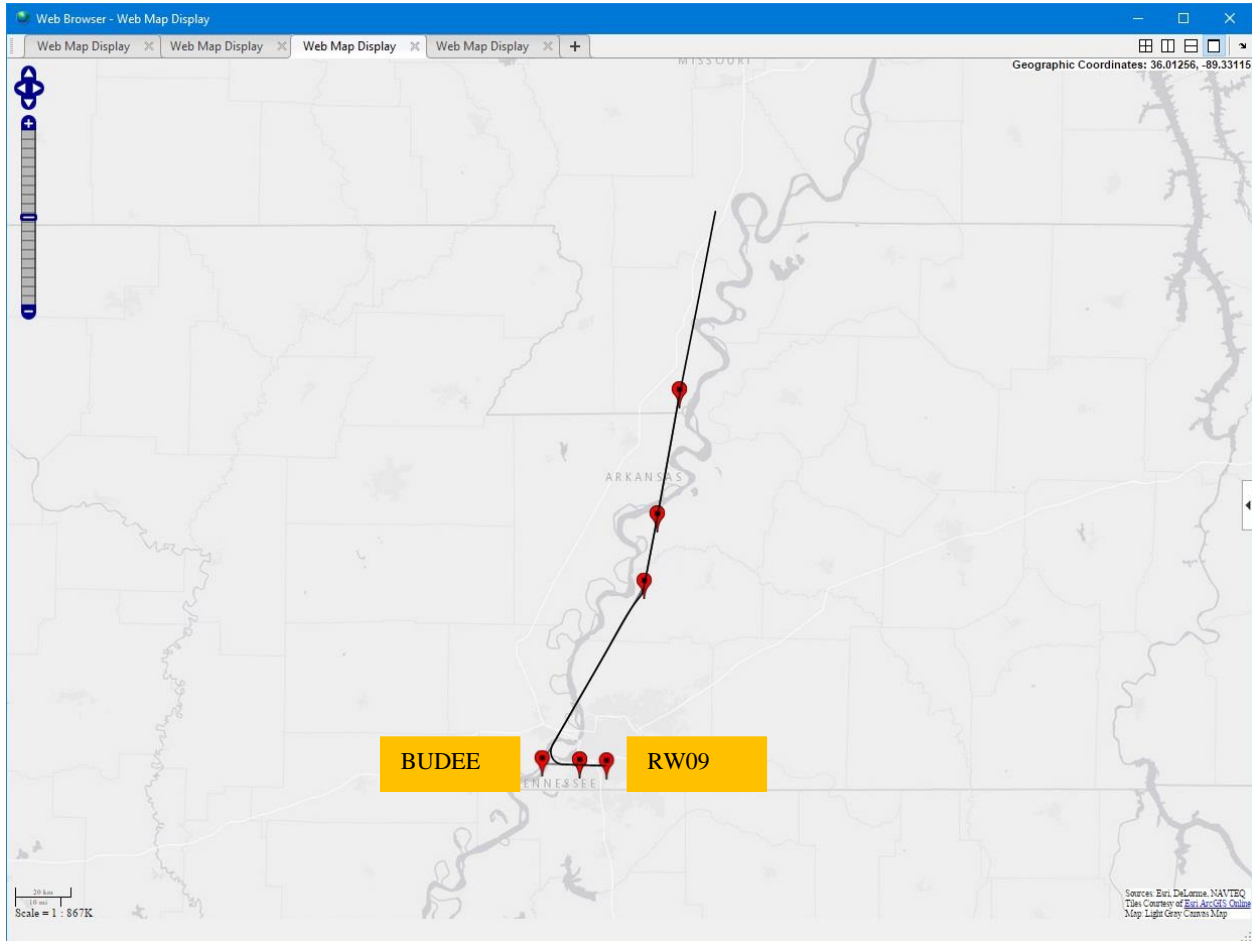 Web Browser - Web Map Display
Web Map Display
Web Map Display
Web Map Display
Web Map Display
Geographic Coordinates: 36.01256, -89.33115
MISSOURI
ARKANSAS
BUDEE
RW09
TENNESSEE
20 km
10 mi
Scale = 1 : 867K
Sources: Esri, DeLorme, NAVTEQ
Tiles Courtesy of Esri ArcGIS Online
Map: Light Gray Canvas Map